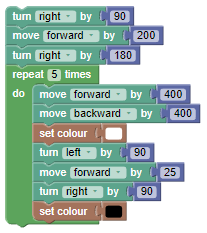 turn right by 90
move forward by 200
turn right by 180
repeat 5 times
do move forward by 400
move backward by 400
set colour
turn left by 90
move forward by 25
turn right by 90
set colour